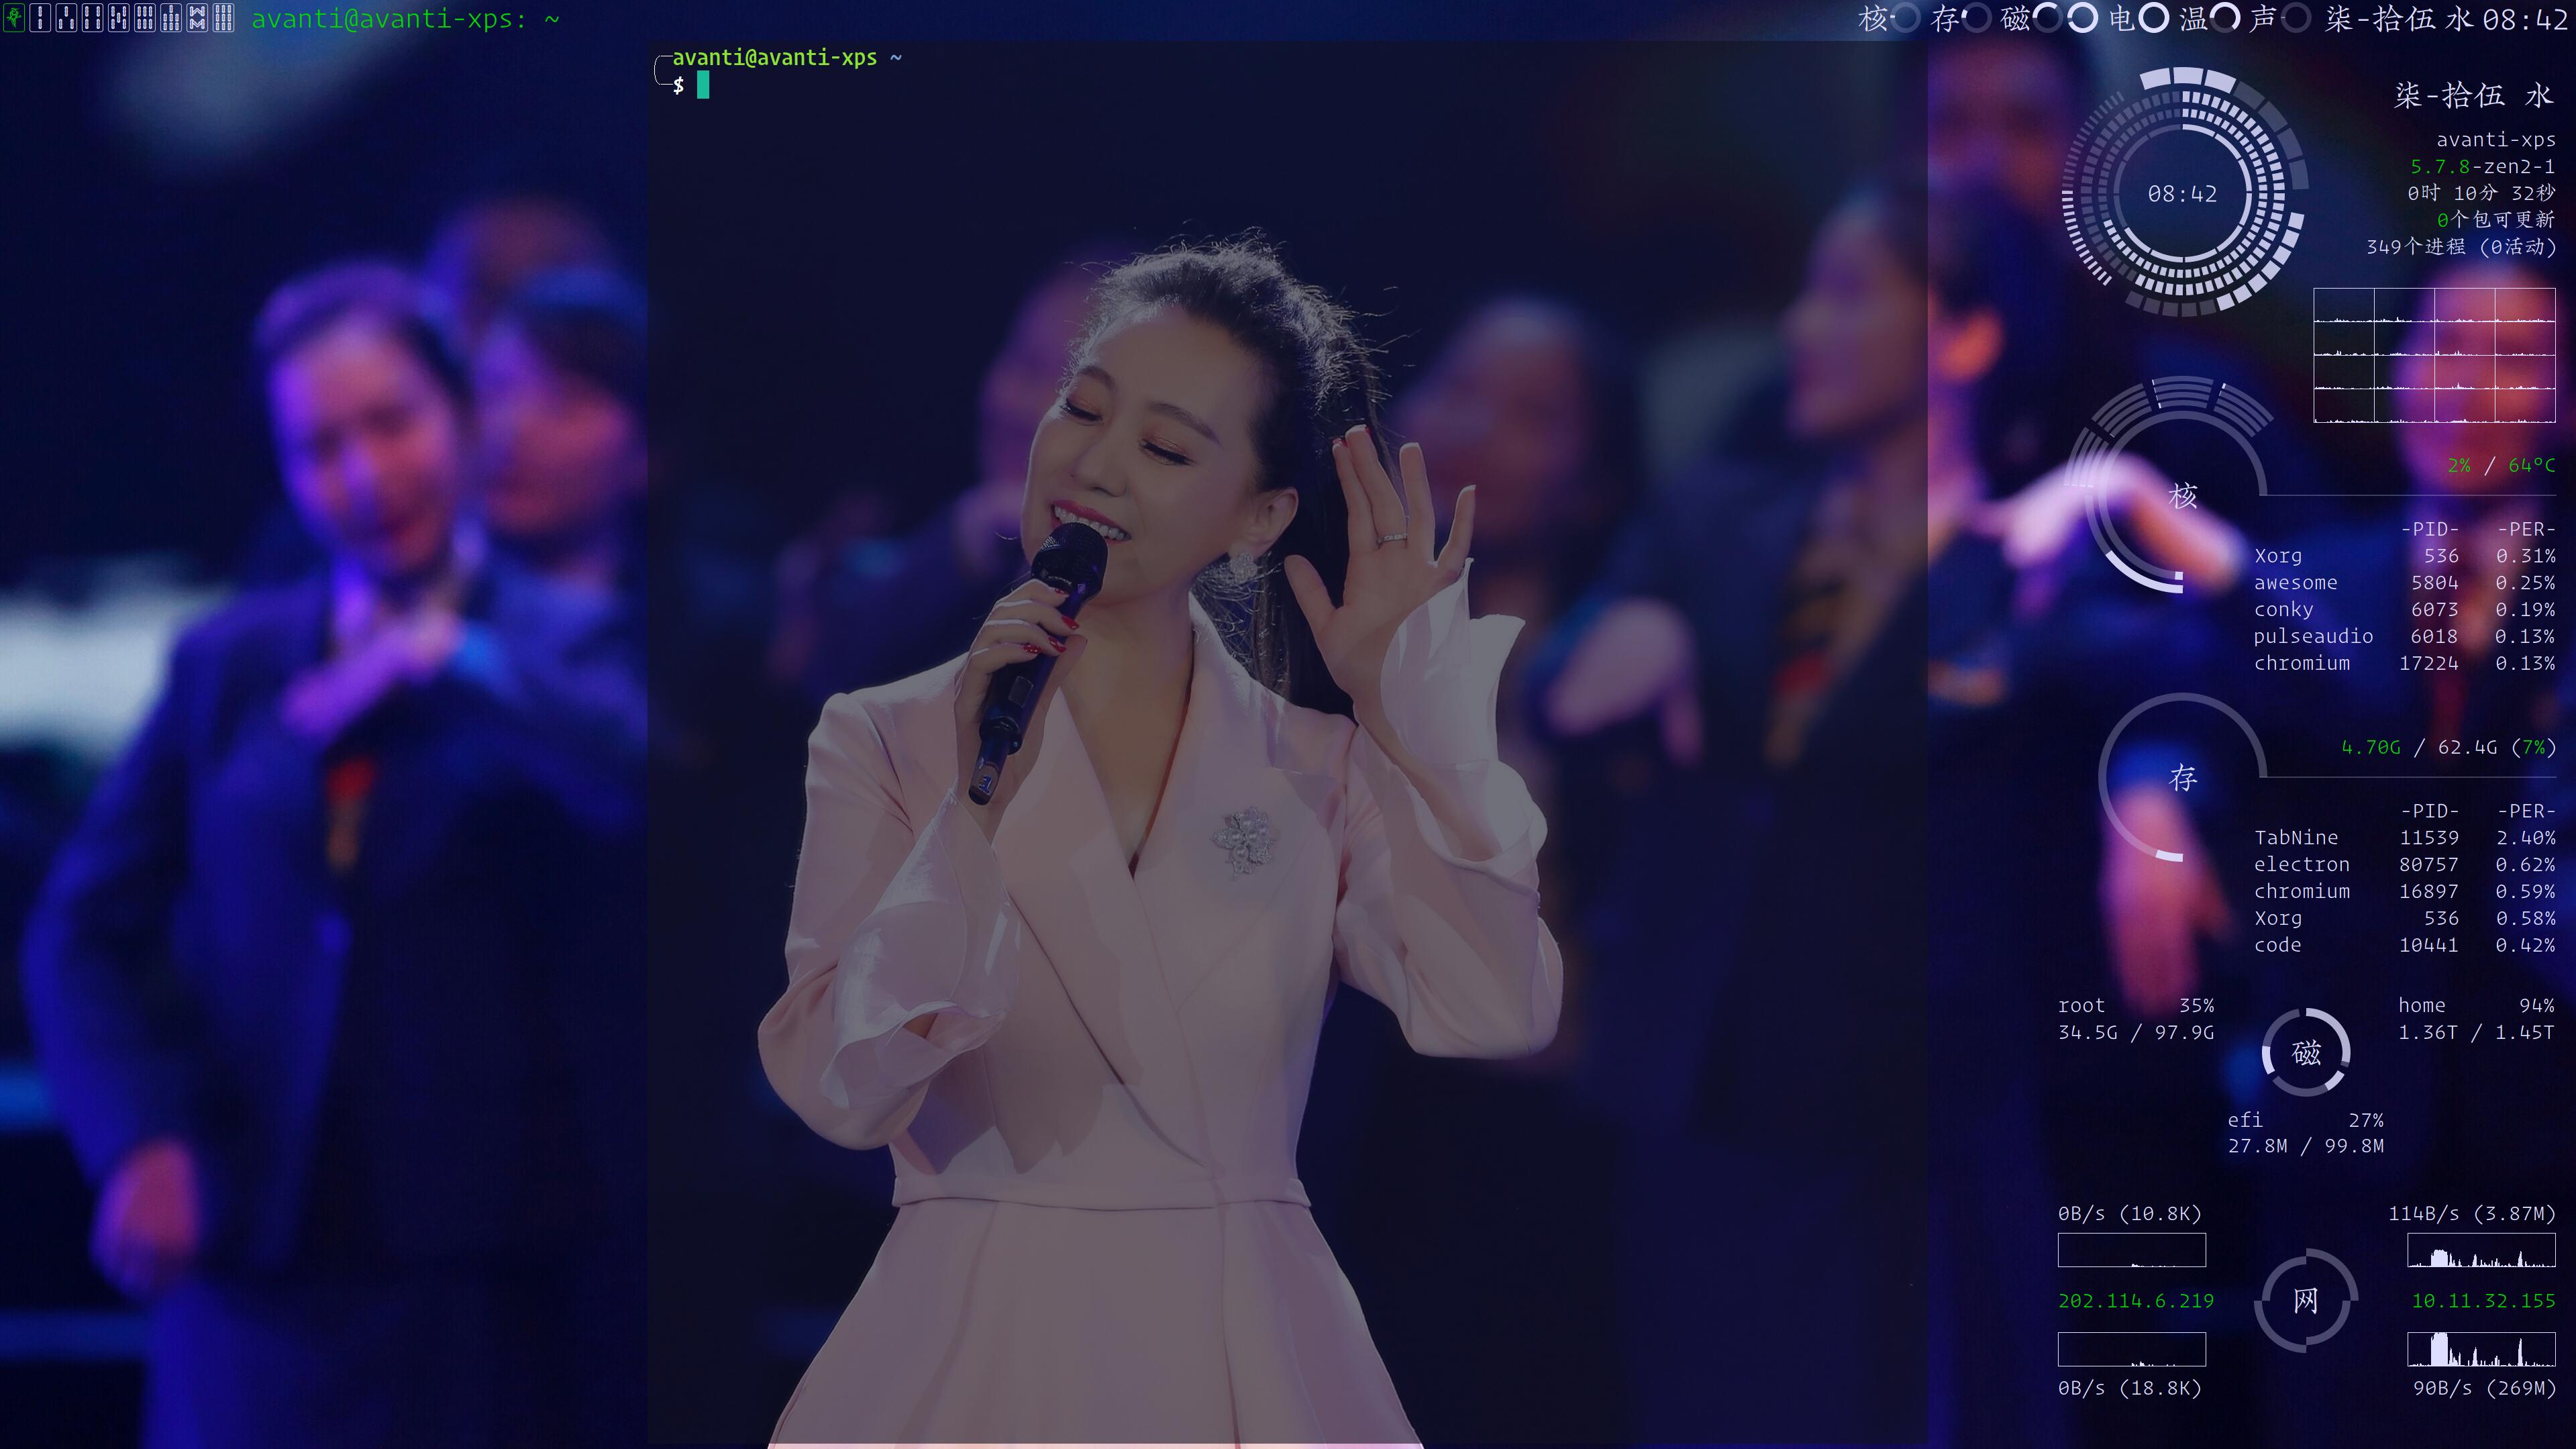 avanti@avanti-xps: ~
核 存 磁 电 温 声 柒-拾伍 水 08:42
avanti@avanti-xps ~
$
柒-拾伍 水
avanti-xps
5.7.8-zen2-1
08:42
0时 10分 32秒
0个包可更新
349个进程 (0活动)
2% / 64°C
核
-PID- -PER-
Xorg 536 0.31%
awesome 5804 0.25%
conky 6073 0.19%
pulseaudio 6018 0.13%
chromium 17224 0.13%
4.70G / 62.4G (7%)
存
-PID- -PER-
TabNine 11539 2.40%
electron 80757 0.62%
chromium 16897 0.59%
Xorg 536 0.58%
code 10441 0.42%
root 35%
34.5G / 97.9G
home 94%
1.36T / 1.45T
磁
efi 27%
27.8M / 99.8M
0B/s (10.8K) 114B/s (3.87M)
202.114.6.219 网 10.11.32.155
0B/s (18.8K) 90B/s (269M)